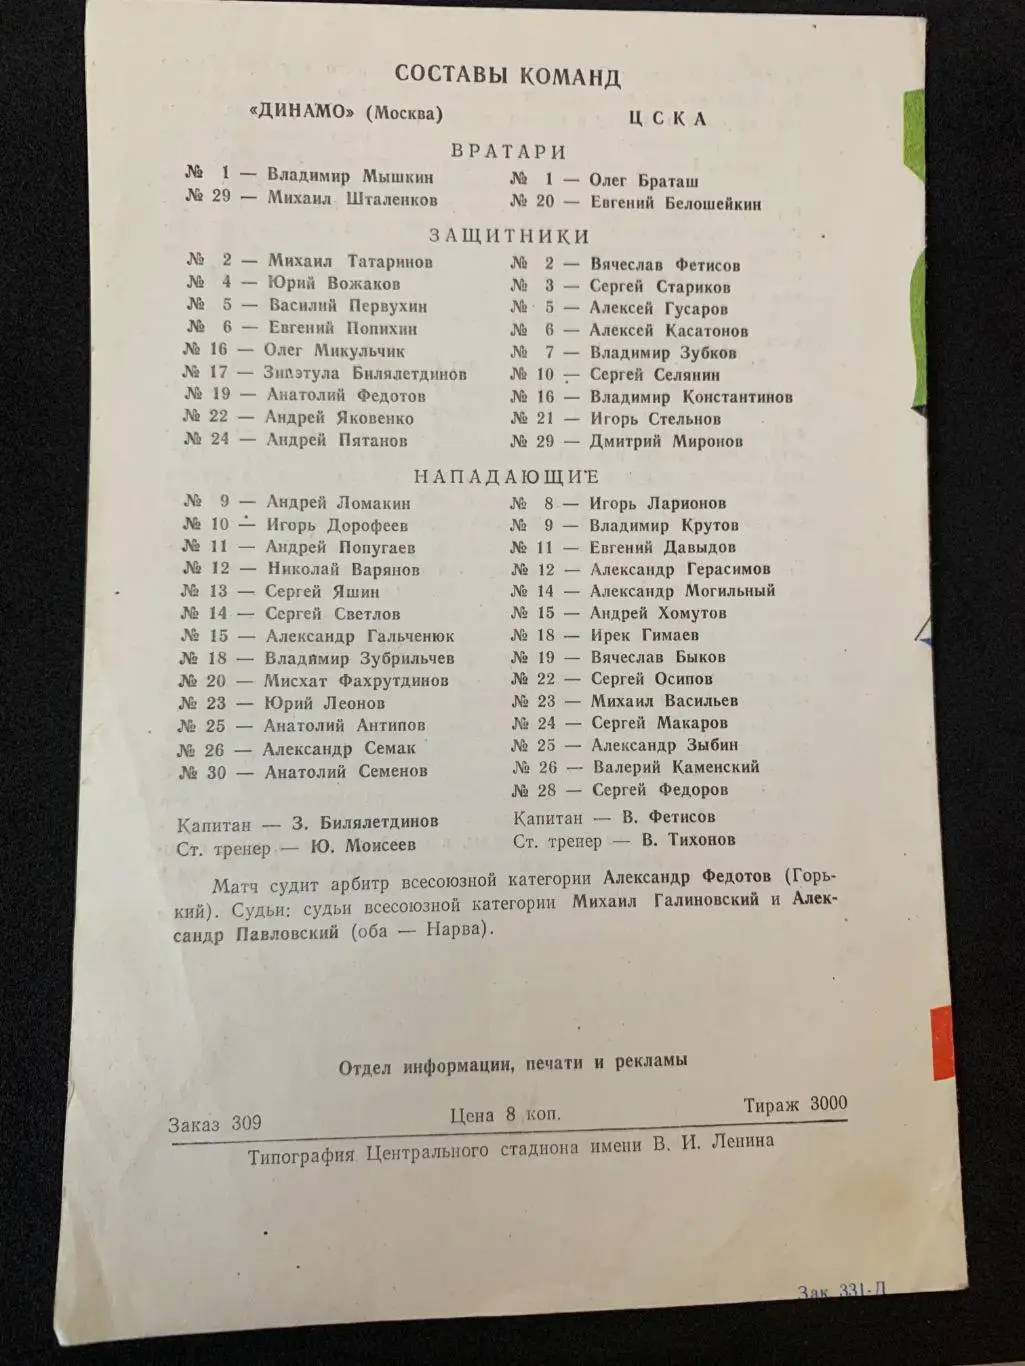 СОСТАВЫ КОМАНД
«ДИНАМО» (Москва) ЦСКА
ВРАТАРИ
№ 1 — Владимир Мышкин № 1 — Олег Браташ
№ 29 — Михаил Шталенков № 20 — Евгений Белошейкин
ЗАЩИТНИКИ
№ 2 — Михаил Татаринов № 2 — Вячеслав Фетисов
№ 4 — Юрий Вожаков № 3 — Сергей Стариков
№ 5 — Василий Первухин № 5 — Алексей Гусаров
№ 6 — Евгений Попихин № 6 — Алексей Касатонов
№ 16 — Олег Микульчик № 7 — Владимир Зубков
№ 17 — Зинэтула Билялетдинов № 10 — Сергей Селянин
№ 19 — Анатолий Федотов № 16 — Владимир Константинов
№ 22 — Андрей Яковенко № 21 — Игорь Стельнов
№ 24 — Андрей Пятанов № 29 — Дмитрий Миронов
НАПАДАЮЩИЕ
№ 9 — Андрей Ломакин № 8 — Игорь Ларионов
№ 10 — Игорь Дорофеев № 9 — Владимир Крутов
№ 11 — Андрей Попугаев № 11 — Евгений Давыдов
№ 12 — Николай Варянов № 12 — Александр Герасимов
№ 13 — Сергей Яшин № 14 — Александр Могильный
№ 14 — Сергей Светлов № 15 — Андрей Хомутов
№ 15 — Александр Гальченюк № 18 — Ирек Гимаев
№ 18 — Владимир Зубрильчев № 19 — Вячеслав Быков
№ 20 — Мисхат Фахрутдинов № 22 — Сергей Осипов
№ 23 — Юрий Леонов № 23 — Михаил Васильев
№ 25 — Анатолий Антипов № 24 — Сергей Макаров
№ 26 — Александр Семак № 25 — Александр Зыбин
№ 30 — Анатолий Семенов № 26 — Валерий Каменский
№ 28 — Сергей Федоров
Капитан — З. Билялетдинов Капитан — В. Фетисов
Ст. тренер — Ю. Моисеев Ст. тренер — В. Тихонов
Матч судит арбитр всесоюзной категории Александр Федотов (Горь-
кий). Судьи: судьи всесоюзной категории Михаил Галиновский и Алек-
сандр Павловский (оба — Нарва).
Отдел информации, печати и рекламы
Заказ 309 Цена 8 коп. Тираж 3000
Типография Центрального стадиона имени В. И. Ленина
Зак. 331-Л